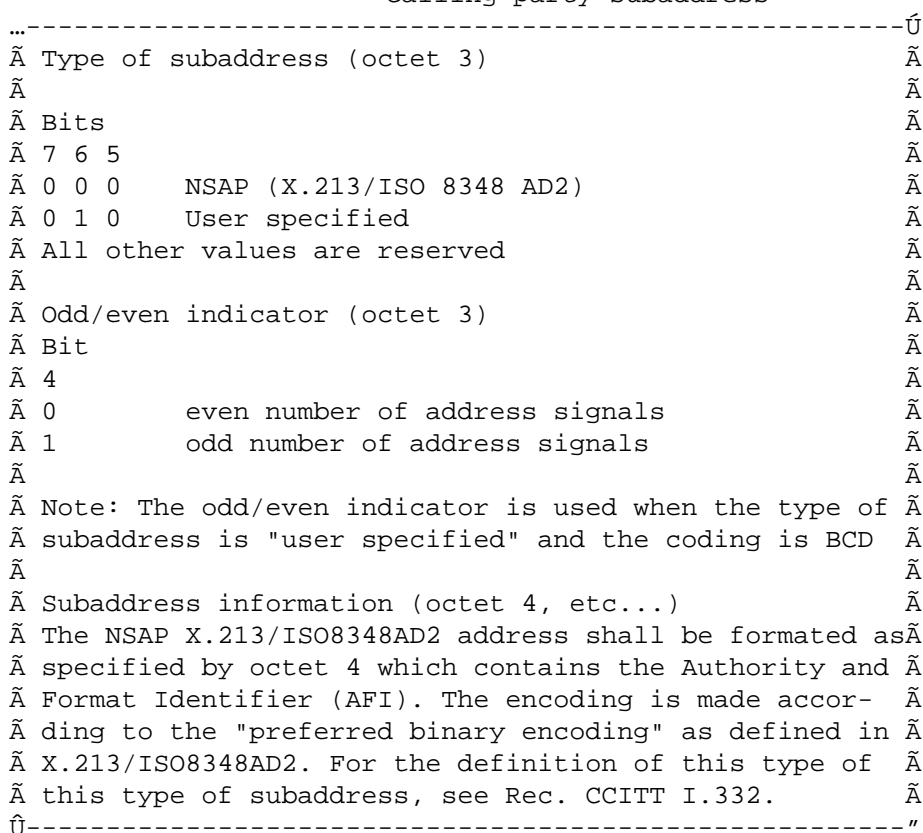 Calling party subaddress
…-------------------------------------------------------Ú
Ã Type of subaddress (octet 3) Ã
Ã Ã
Ã Bits Ã
Ã 7 6 5 Ã
Ã 0 0 0 NSAP (X.213/ISO 8348 AD2) Ã
Ã 0 1 0 User specified Ã
Ã All other values are reserved Ã
Ã Ã
Ã Odd/even indicator (octet 3) Ã
Ã Bit Ã
Ã 4 Ã
Ã 0 even number of address signals Ã
Ã 1 odd number of address signals Ã
Ã Ã
Ã Note: The odd/even indicator is used when the type of Ã
Ã subaddress is "user specified" and the coding is BCD Ã
Ã Ã
Ã Subaddress information (octet 4, etc...) Ã
Ã The NSAP X.213/ISO8348AD2 address shall be formated asÃ
Ã specified by octet 4 which contains the Authority and Ã
Ã Format Identifier (AFI). The encoding is made accor- Ã
Ã ding to the "preferred binary encoding" as defined in Ã
Ã X.213/ISO8348AD2. For the definition of this type of Ã
Ã this type of subaddress, see Rec. CCITT I.332. Ã
Û-------------------------------------------------------”